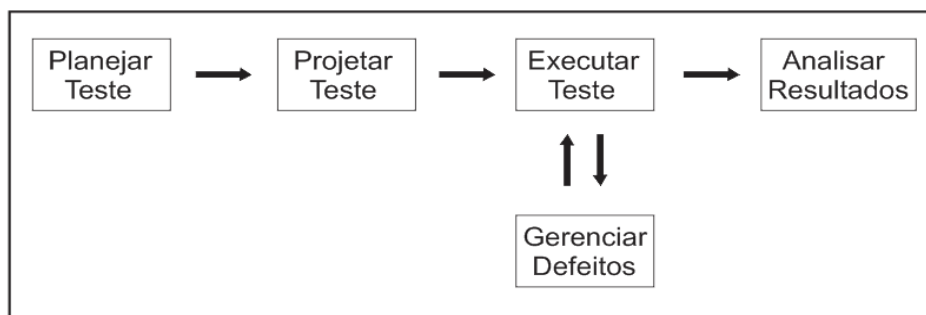 Planejar
Teste
Projetar
Teste
Executar
Teste
Analisar
Resultados
Gerenciar
Defeitos